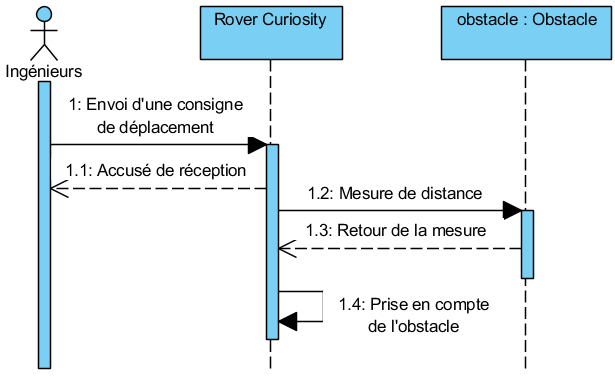 Ingénieurs
Rover Curiosity
obstacle : Obstacle
1: Envoi d'une consigne
de déplacement
1.1: Accusé de réception
1.2: Mesure de distance
1.3: Retour de la mesure
1.4: Prise en compte
de l'obstacle